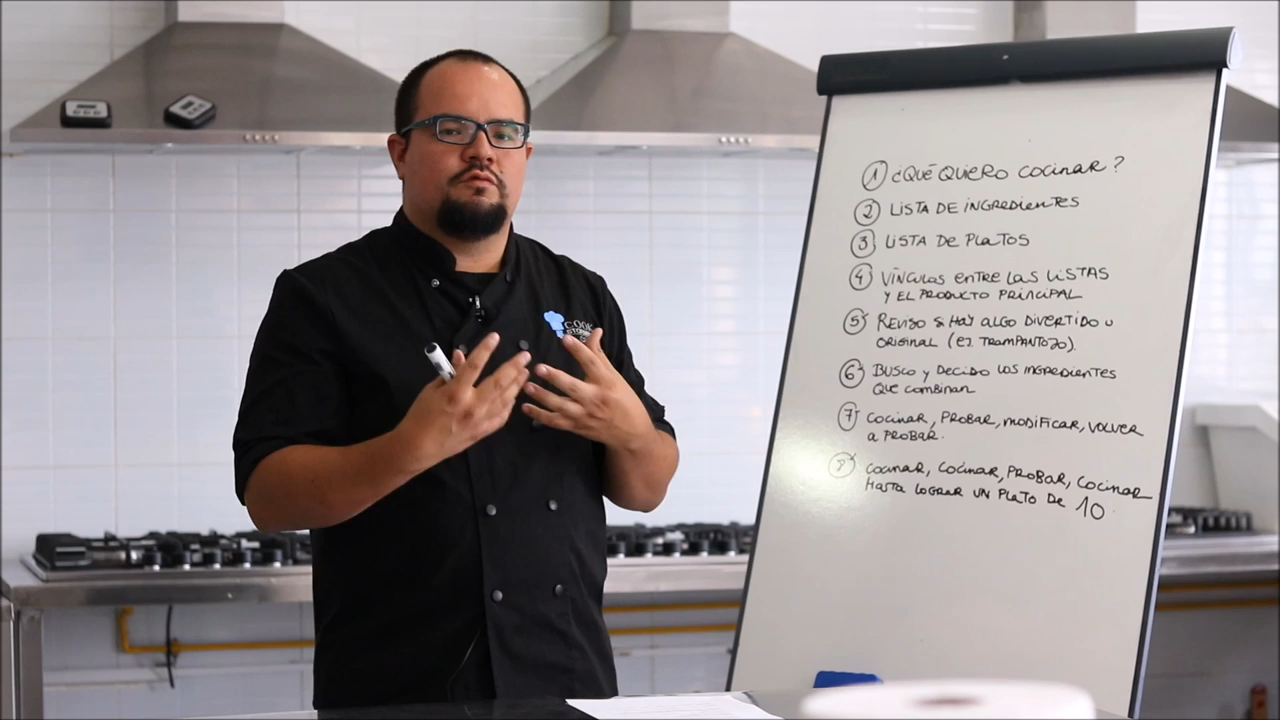 COOK
STORMING
1 ¿QUÉ QUIERO COCINAR?
2 LISTA DE INGREDIENTES
3 LISTA DE PLATOS
4 VÍNCULOS ENTRE LAS LISTAS
Y EL PRODUCTO PRINCIPAL
5 REVISO SI HAY ALGO DIVERTIDO U
ORIGINAL (EJ. TRAMPANTOJO).
6 BUSCO Y DECIDO LOS INGREDIENTES
QUE COMBINAN
7 COCINAR, PROBAR, MODIFICAR, VOLVER
A PROBAR.
8 COCINAR, COCINAR, PROBAR, COCINAR
HASTA LOGRAR UN PLATO DE 10